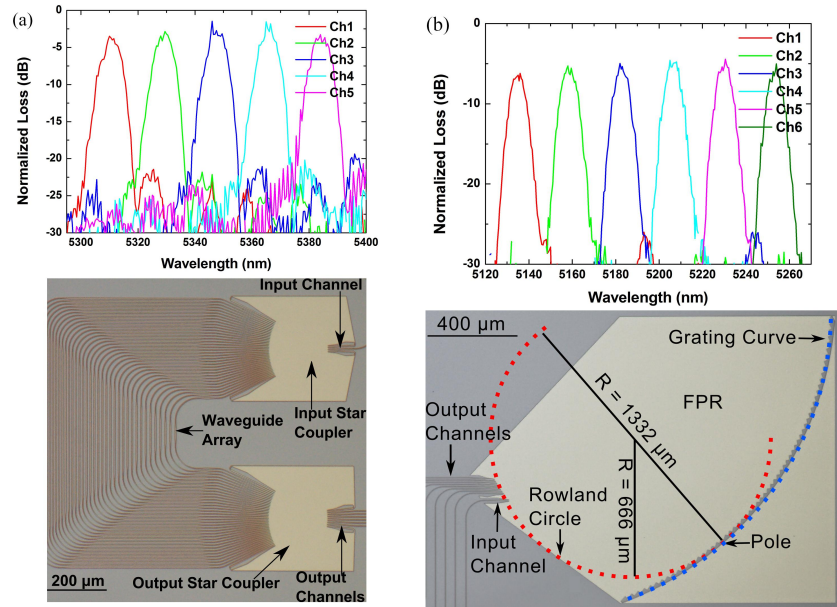 (a)
0
-5
-10
-15
-20
-25
-30
Normalized Loss (dB)
5300
5320
5340
5360
5380
5400
Wavelength (nm)
Ch1
Ch2
Ch3
Ch4
Ch5
(b)
0
-10
-20
-30
Normalized Loss (dB)
5120
5140
5160
5180
5200
5220
5240
5260
Wavelength (nm)
Ch1
Ch2
Ch3
Ch4
Ch5
Ch6
Input Channel
Waveguide
Array
Input Star
Coupler
Output Star Coupler
Output
Channels
200 µm
400 µm
Grating Curve
FPR
R = 1332 µm
R = 666 µm
Output
Channels
Rowland
Circle
Input
Channel
Pole